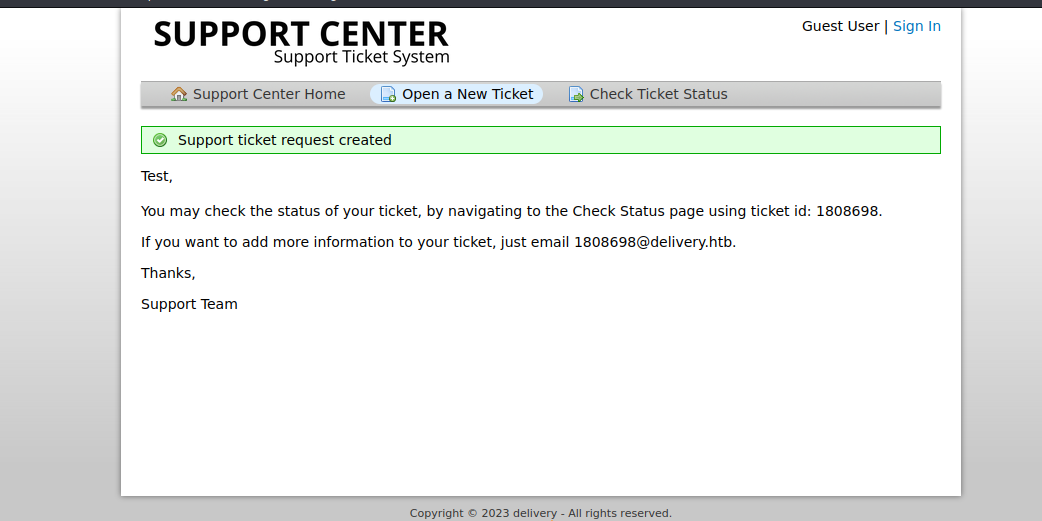 SUPPORT CENTER
Support Ticket System
Guest User | Sign In
Support Center Home
Open a New Ticket
Check Ticket Status
Support ticket request created
Test,
You may check the status of your ticket, by navigating to the Check Status page using ticket id: 1808698.
If you want to add more information to your ticket, just email 1808698@delivery.htb.
Thanks,
Support Team
Copyright © 2023 delivery - All rights reserved.